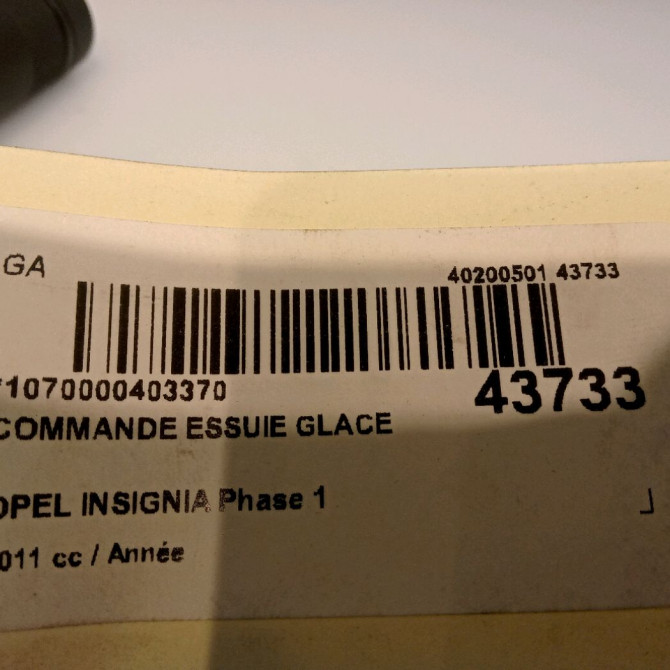 GA
40200501 43733
*1070000403370
43733
COMMANDE ESSUIE GLACE
OPEL INSIGNIA Phase 1
011 cc / Année